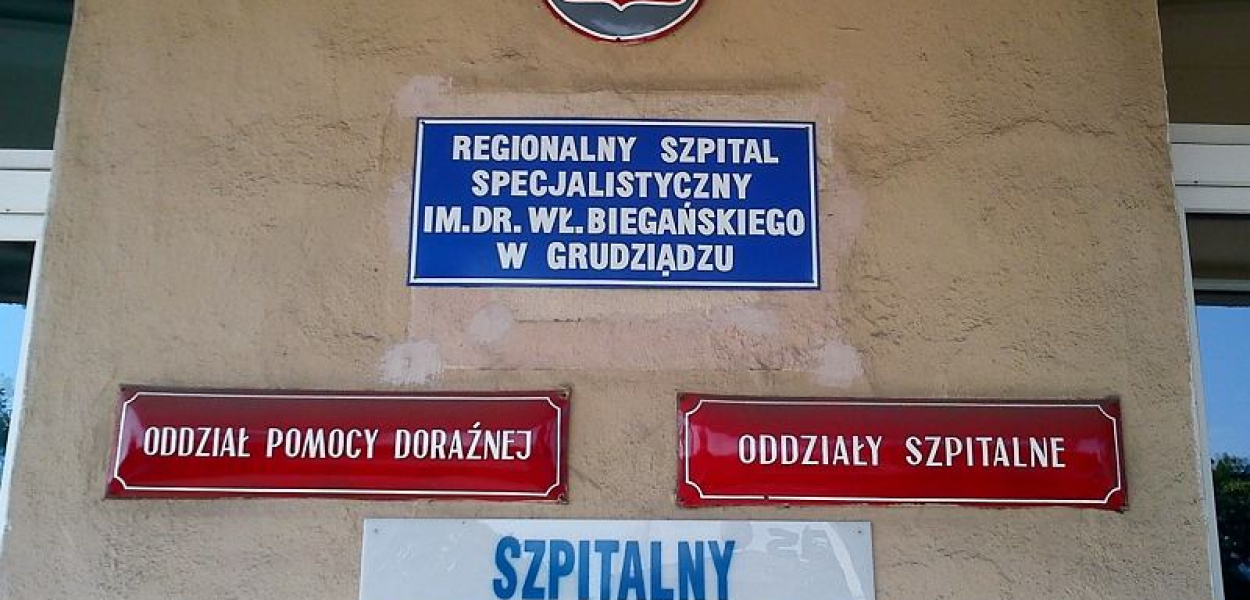 REGIONALNY SZPITAL
SPECJALISTYCZNY
IM.DR. WŁ.BIEGAŃSKIEGO
W GRUDZIĄDZU
ODDZIAŁ POMOCY DORAŹNEJ
ODDZIAŁY SZPITALNE
SZPITALNY